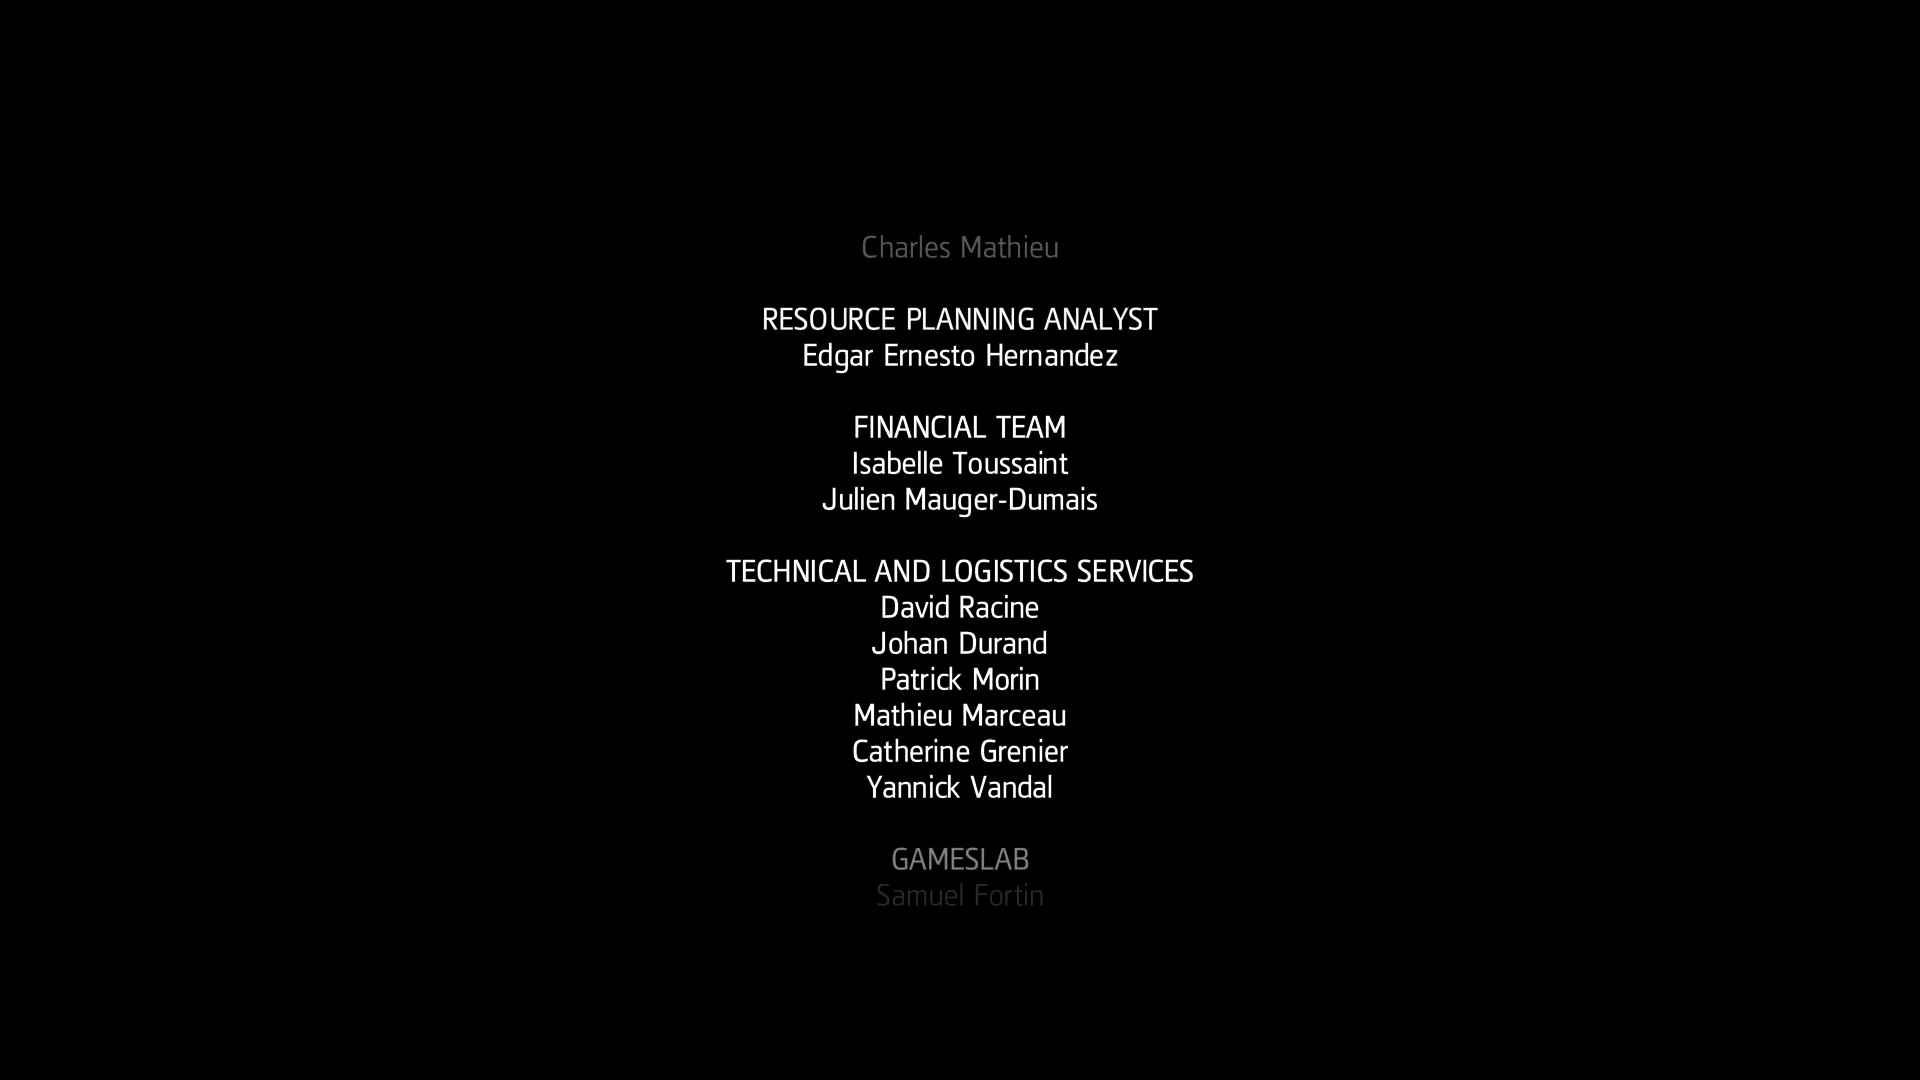 Charles Mathieu
RESOURCE PLANNING ANALYST
Edgar Ernesto Hernandez
FINANCIAL TEAM
Isabelle Toussaint
Julien Mauger-Dumais
TECHNICAL AND LOGISTICS SERVICES
David Racine
Johan Durand
Patrick Morin
Mathieu Marceau
Catherine Grenier
Yannick Vandal
GAMESLAB
Samuel Fortin